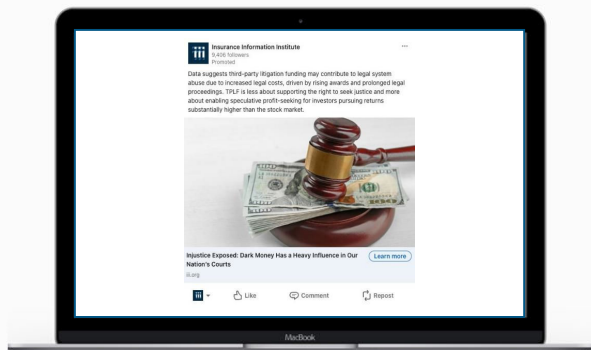 iii
Insurance Information Institute
9,406 followers
Promoted
Data suggests third-party litigation funding may contribute to legal system
abuse due to increased legal costs, driven by rising awards and prolonged legal
proceedings. TPLF is less about supporting the right to seek justice and more
about enabling speculative profit-seeking for investors pursuing returns
substantially higher than the stock market.
100
Injustice Exposed: Dark Money Has a Heavy Influence in Our
Nation's Courts
Learn more
iii.org
iii
Like
Comment
Repost
MacBook